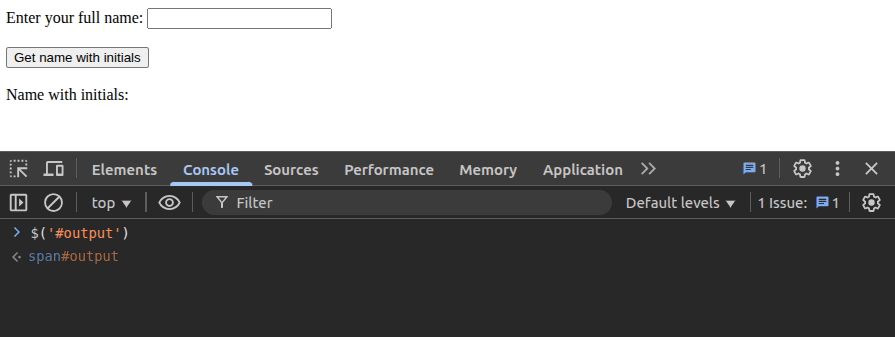 Enter your full name:
Get name with initials
Name with initials:
Elements Console Sources Performance Memory Application 1
top Filter Default levels 1 Issue: 1
> $('#output')
span#output